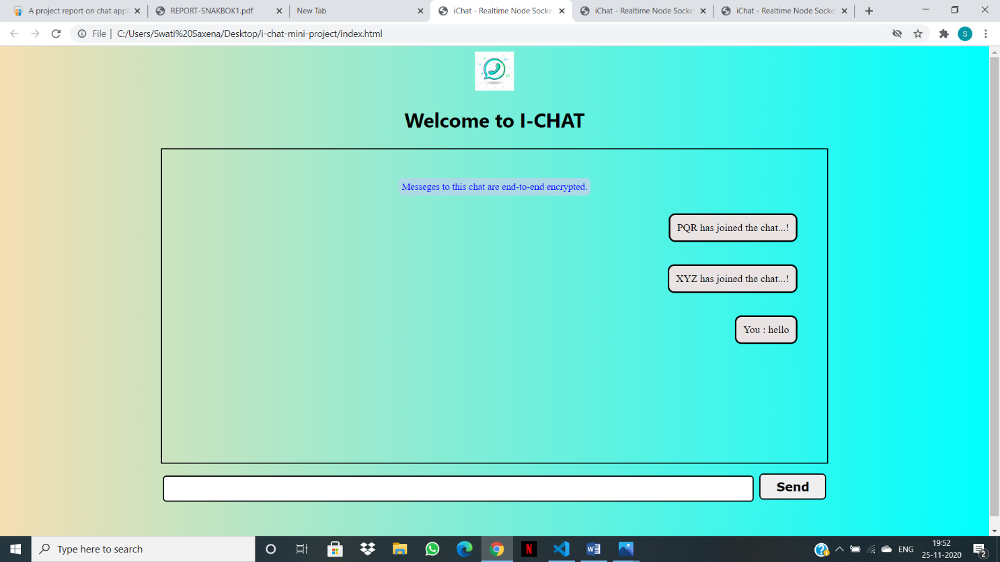 A project report on chat appl
REPORT-SNAKBOK1.pdf
New Tab
iChat - Realtime Node Socke
iChat - Realtime Node Socke
iChat - Realtime Node Socke
File | C:/Users/Swati%20Saxena/Desktop/i-chat-mini-project/index.html
S
Welcome to I-CHAT
Messeges to this chat are end-to-end encrypted.
PQR has joined the chat...!
XYZ has joined the chat...!
You : hello
Send
Type here to search
N
W
ENG
19:52
25-11-2020
2